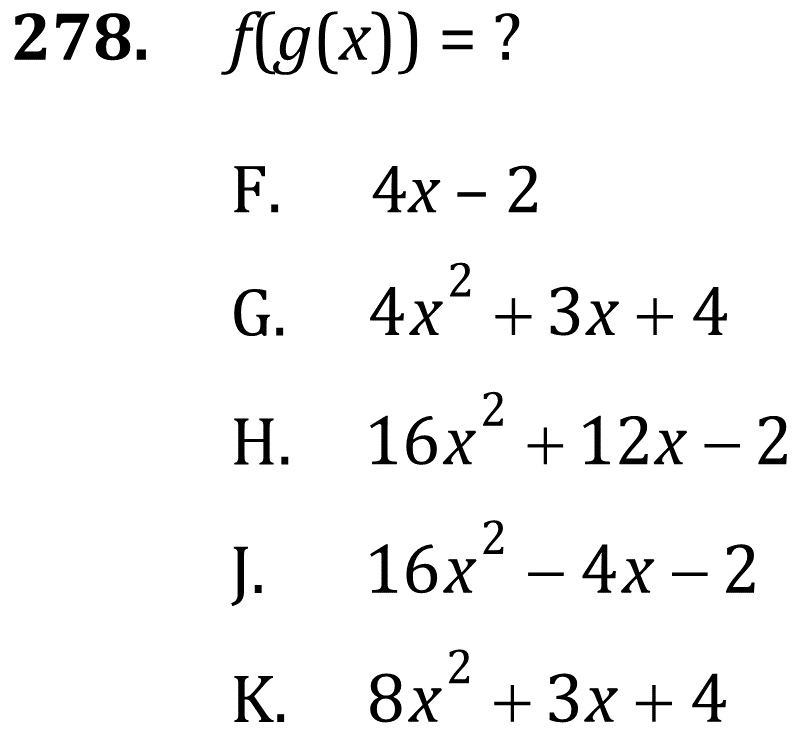 278. f(g(x)) = ?
F. 4x – 2
G. 4x² + 3x + 4
H. 16x² + 12x – 2
J. 16x² – 4x – 2
K. 8x² + 3x + 4